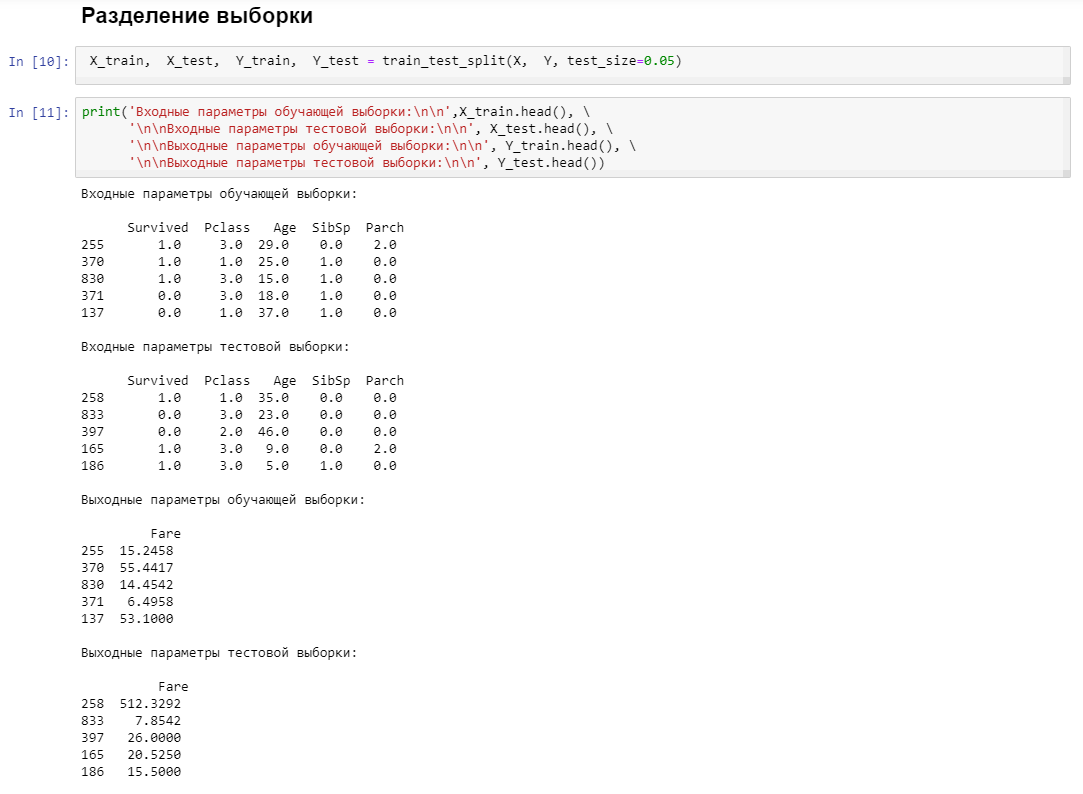 Разделение выборки
In [10]: X_train, X_test, Y_train, Y_test = train_test_split(X, Y, test_size=0.05)
In [11]: print('Входные параметры обучающей выборки:\n\n',X_train.head(), \
'\n\nВходные параметры тестовой выборки:\n\n', X_test.head(), \
'\n\nВыходные параметры обучающей выборки:\n\n', Y_train.head(), \
'\n\nВыходные параметры тестовой выборки:\n\n', Y_test.head())
Входные параметры обучающей выборки:
Survived Pclass Age SibSp Parch
255 1.0 3.0 29.0 0.0 2.0
370 1.0 1.0 25.0 1.0 0.0
830 1.0 3.0 15.0 1.0 0.0
371 0.0 3.0 18.0 1.0 0.0
137 0.0 1.0 37.0 1.0 0.0
Входные параметры тестовой выборки:
Survived Pclass Age SibSp Parch
258 1.0 1.0 35.0 0.0 0.0
833 0.0 3.0 23.0 0.0 0.0
397 0.0 2.0 46.0 0.0 0.0
165 1.0 3.0 9.0 0.0 2.0
186 1.0 3.0 5.0 1.0 0.0
Выходные параметры обучающей выборки:
Fare
255 15.2458
370 55.4417
830 14.4542
371 6.4958
137 53.1000
Выходные параметры тестовой выборки:
Fare
258 512.3292
833 7.8542
397 26.0000
165 20.5250
186 15.5000